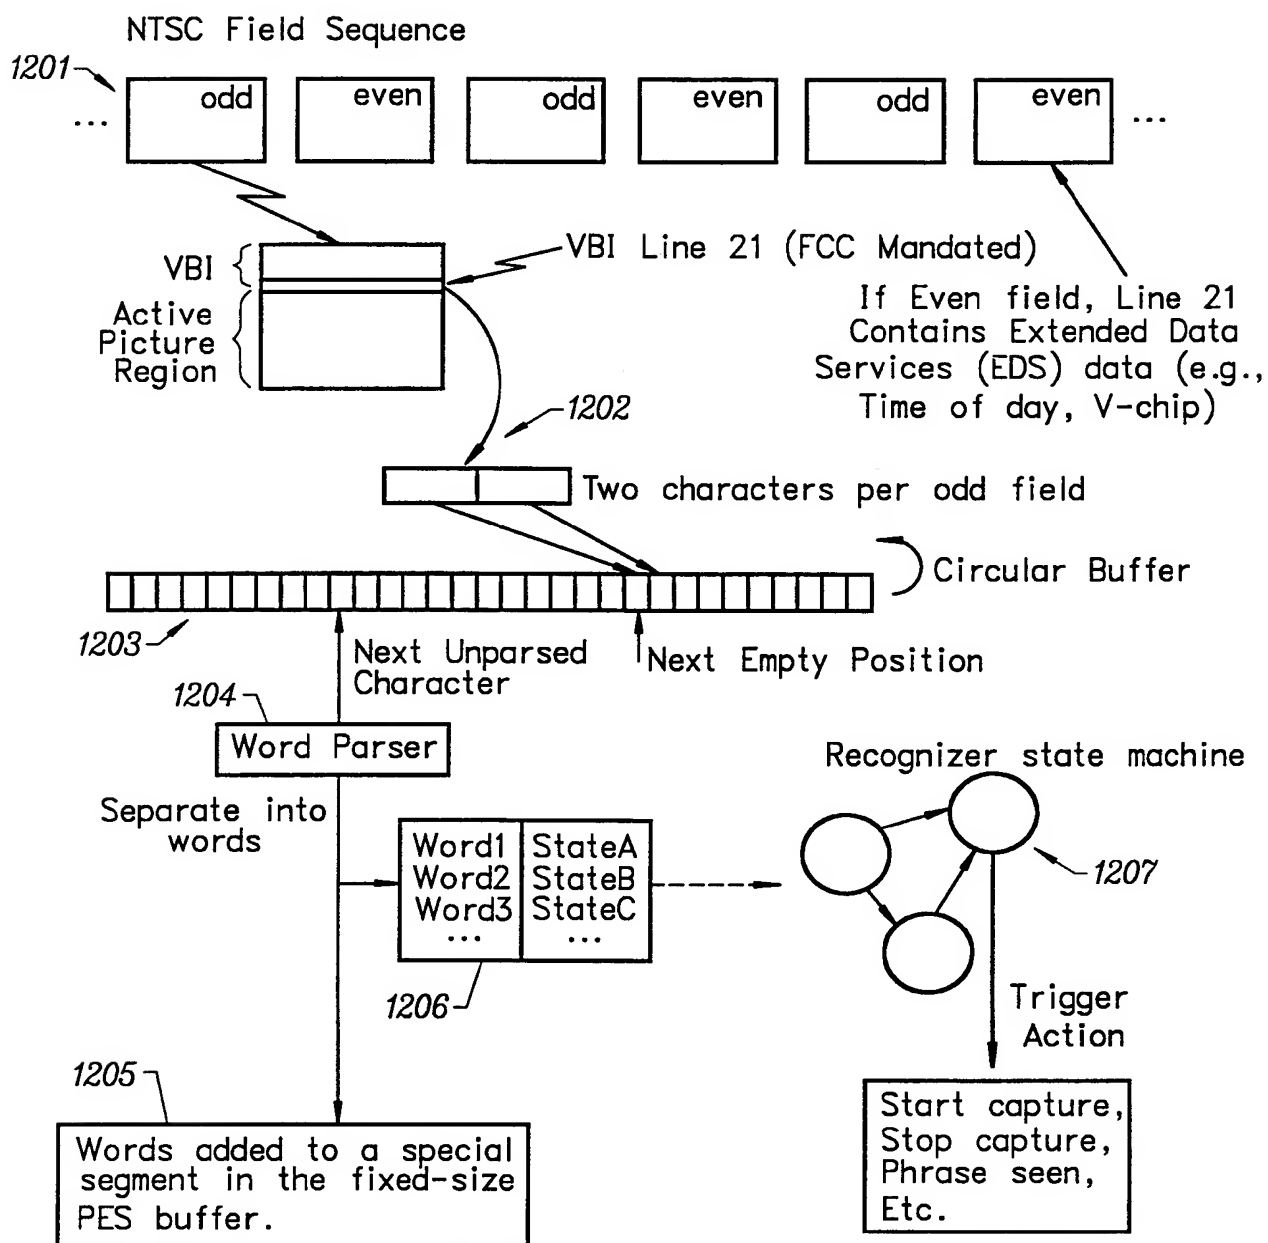 NTSC Field Sequence
1201
... odd even odd even odd even ...
VBI
VBI Line 21 (FCC Mandated)
Active
Picture
Region
If Even field, Line 21
Contains Extended Data
Services (EDS) data (e.g.,
Time of day, V-chip)
1202
Two characters per odd field
Circular Buffer
1203
Next Unparsed
Character
Next Empty Position
1204
Word Parser
Separate into
words
Word1 StateA
Word2 StateB
Word3 StateC
... ...
1206
Recognizer state machine
1207
Trigger
Action
1205
Words added to a special
segment in the fixed-size
PES buffer.
Start capture,
Stop capture,
Phrase seen,
Etc.